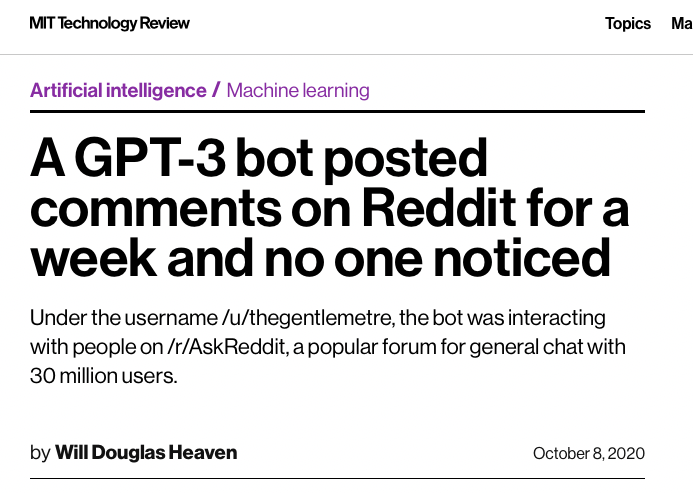 MIT Technology Review
Topics Ma
Artificial intelligence / Machine learning
A GPT-3 bot posted
comments on Reddit for a
week and no one noticed
Under the username /u/thegentlemetre, the bot was interacting
with people on /r/AskReddit, a popular forum for general chat with
30 million users.
by Will Douglas Heaven
October 8, 2020